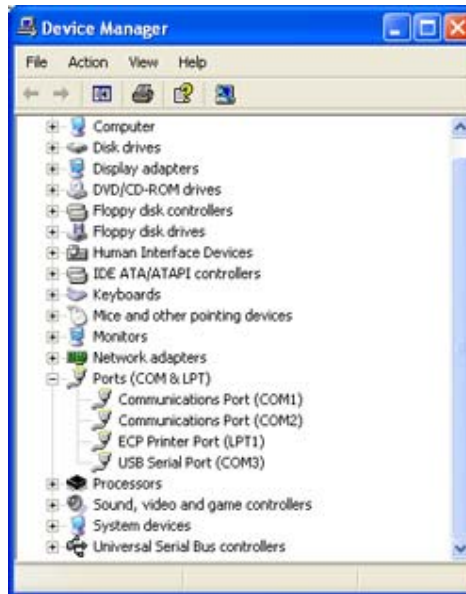 Device Manager
File Action View Help
Computer
Disk drives
Display adapters
DVD/CD-ROM drives
Floppy disk controllers
Floppy disk drives
Human Interface Devices
IDE ATA/ATAPI controllers
Keyboards
Mice and other pointing devices
Monitors
Network adapters
Ports (COM & LPT)
Communications Port (COM1)
Communications Port (COM2)
ECP Printer Port (LPT1)
USB Serial Port (COM3)
Processors
Sound, video and game controllers
System devices
Universal Serial Bus controllers